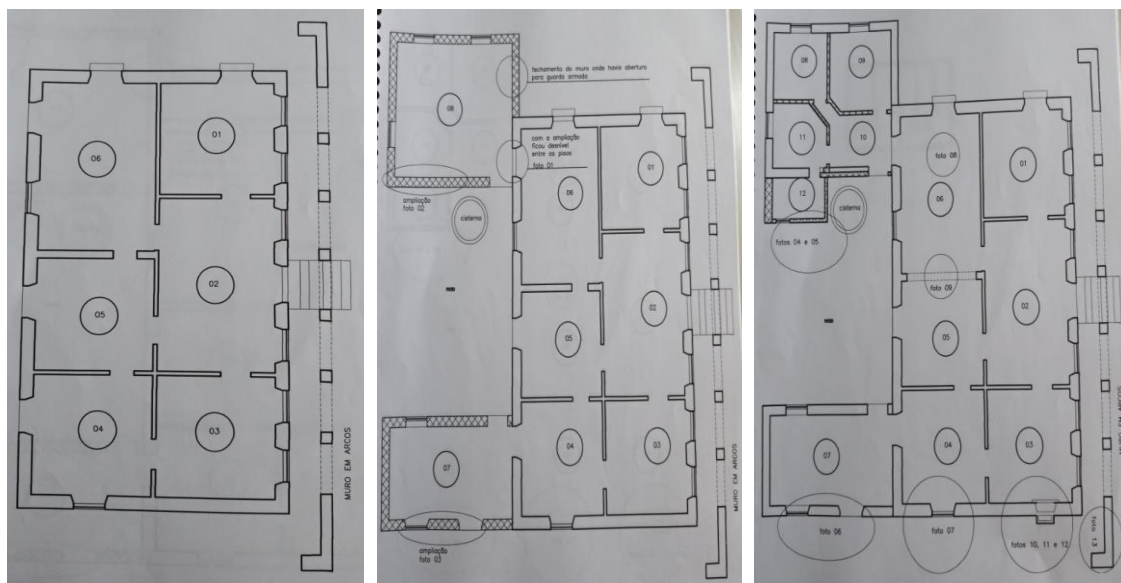 01
06
02
05
04
03
MURO EM ARCOS
fechamento do muro onde havia abertura
para guarda armada
08
com a ampliação
ficou desnível
entre os pisos
foto 01
01
06
ampliação
foto 02
cisterna
02
05
07
04
03
ampliação
foto 03
MURO EM ARCOS
08
09
11
10
12
foto 08
01
06
cisterna
fotos 04 e 05
foto 09
02
05
07
04
03
foto 06
foto 07
fotos 10, 11 e 12
foto 13